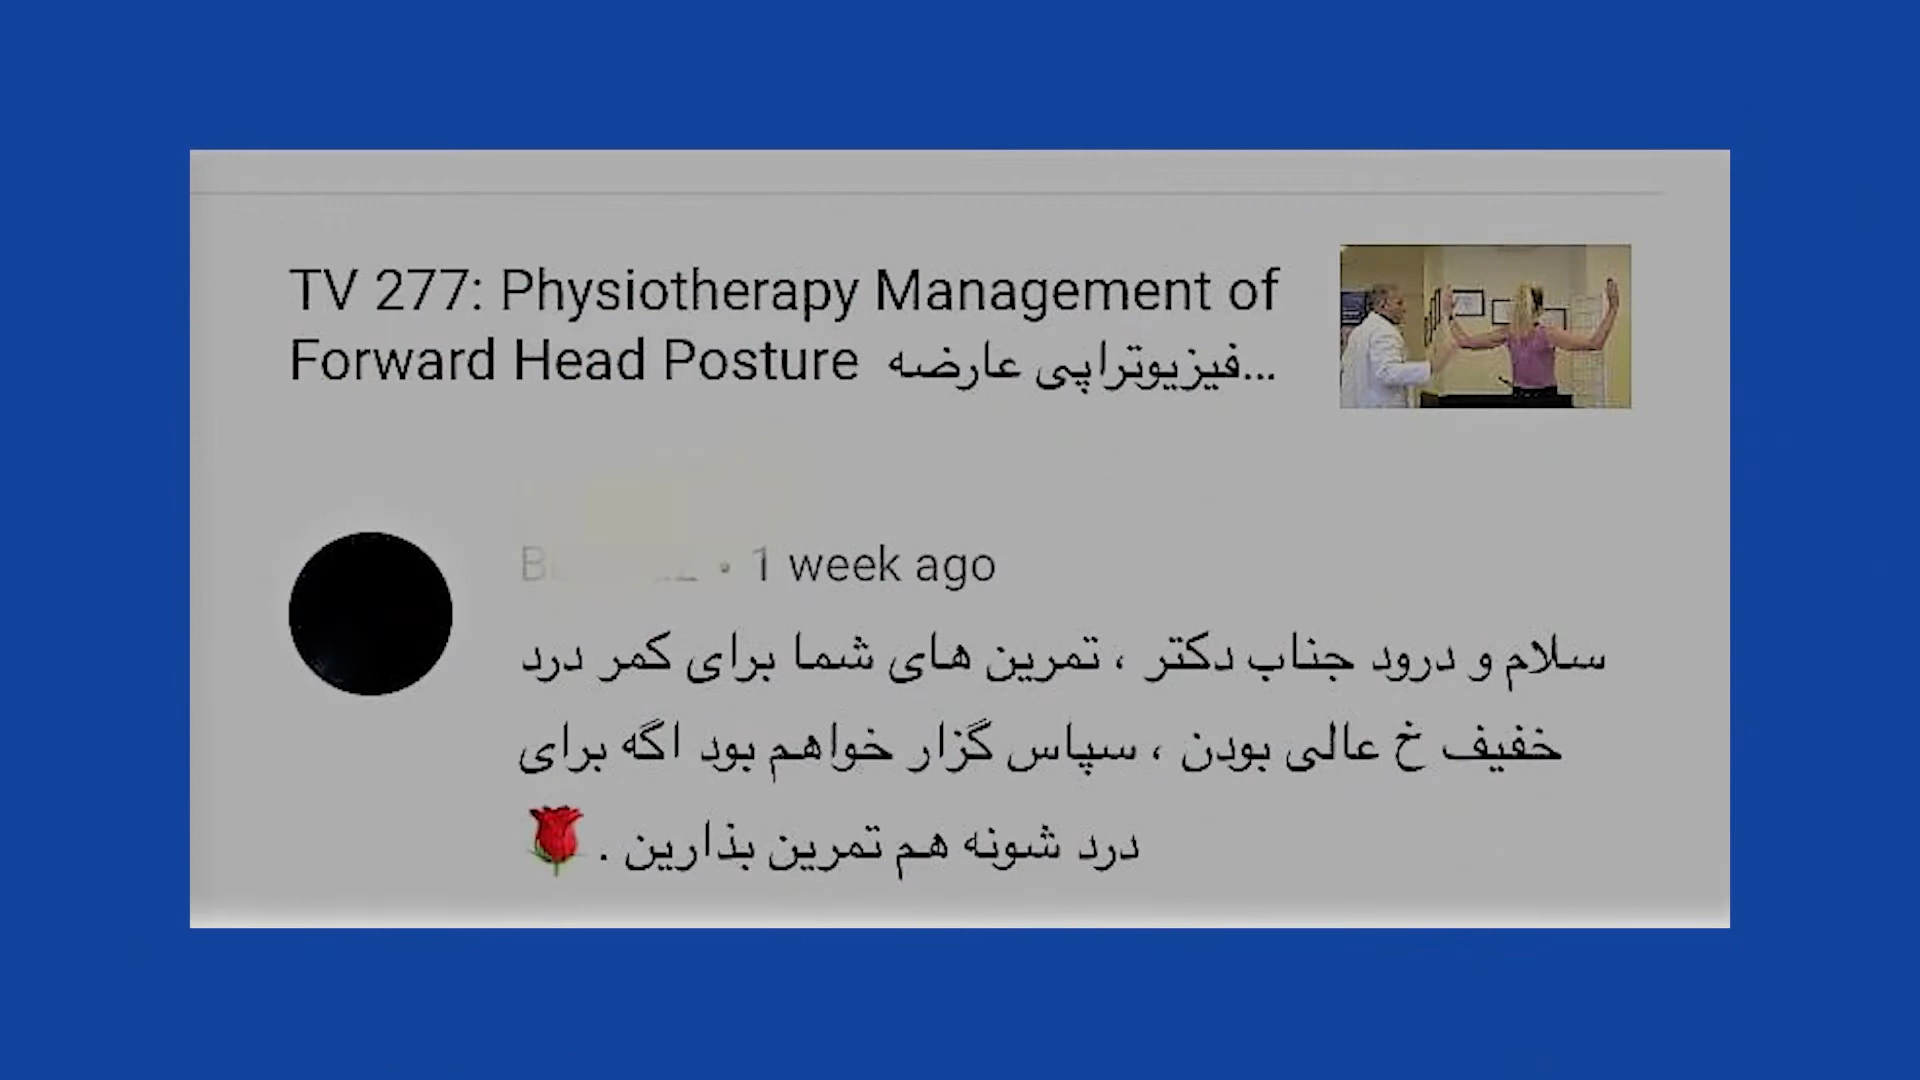 TV 277: Physiotherapy Management of
Forward Head Posture فیزیوتراپی عارضه...
• 1 week ago
سلام و درود جناب دکتر ، تمرین های شما برای کمر درد
خفیف خ عالی بودن ، سپاس گزار خواهم بود اگه برای
درد شونه هم تمرین بذارین . 🌹